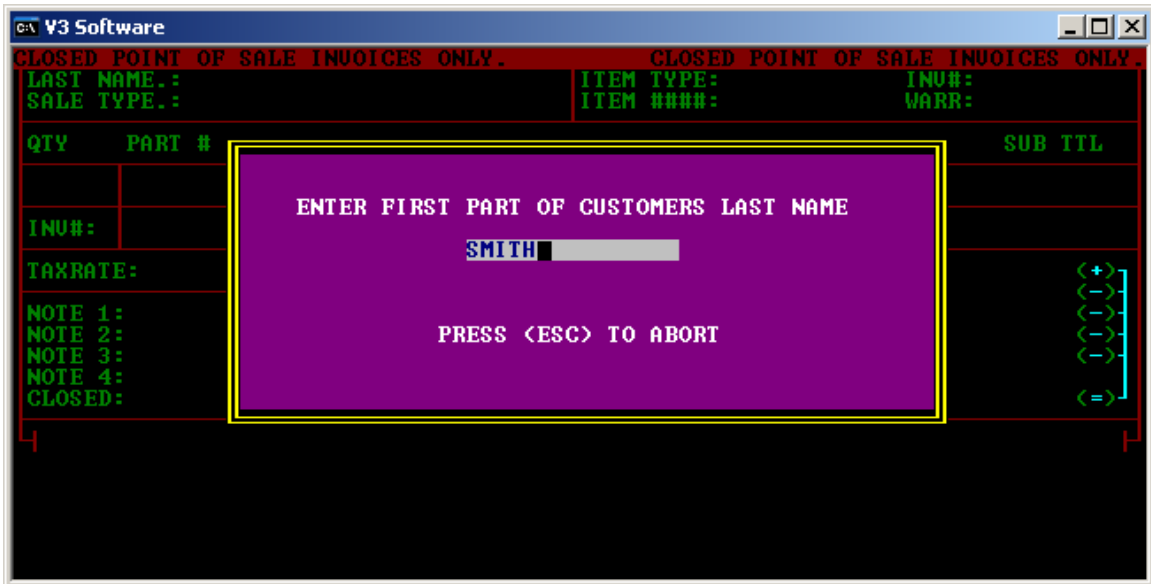 V3 Software
CLOSED POINT OF SALE INVOICES ONLY. CLOSED POINT OF SALE INVOICES ONLY.
LAST NAME.: ITEM TYPE: INV#:
SALE TYPE.: ITEM ####: WARR:
QTY PART # SUB TTL
ENTER FIRST PART OF CUSTOMERS LAST NAME
INV#:
SMITH
TAXRATE: (+)
(-)
NOTE 1: (-)
NOTE 2: PRESS <ESC> TO ABORT (-)
NOTE 3: (-)
NOTE 4:
CLOSED: (=)